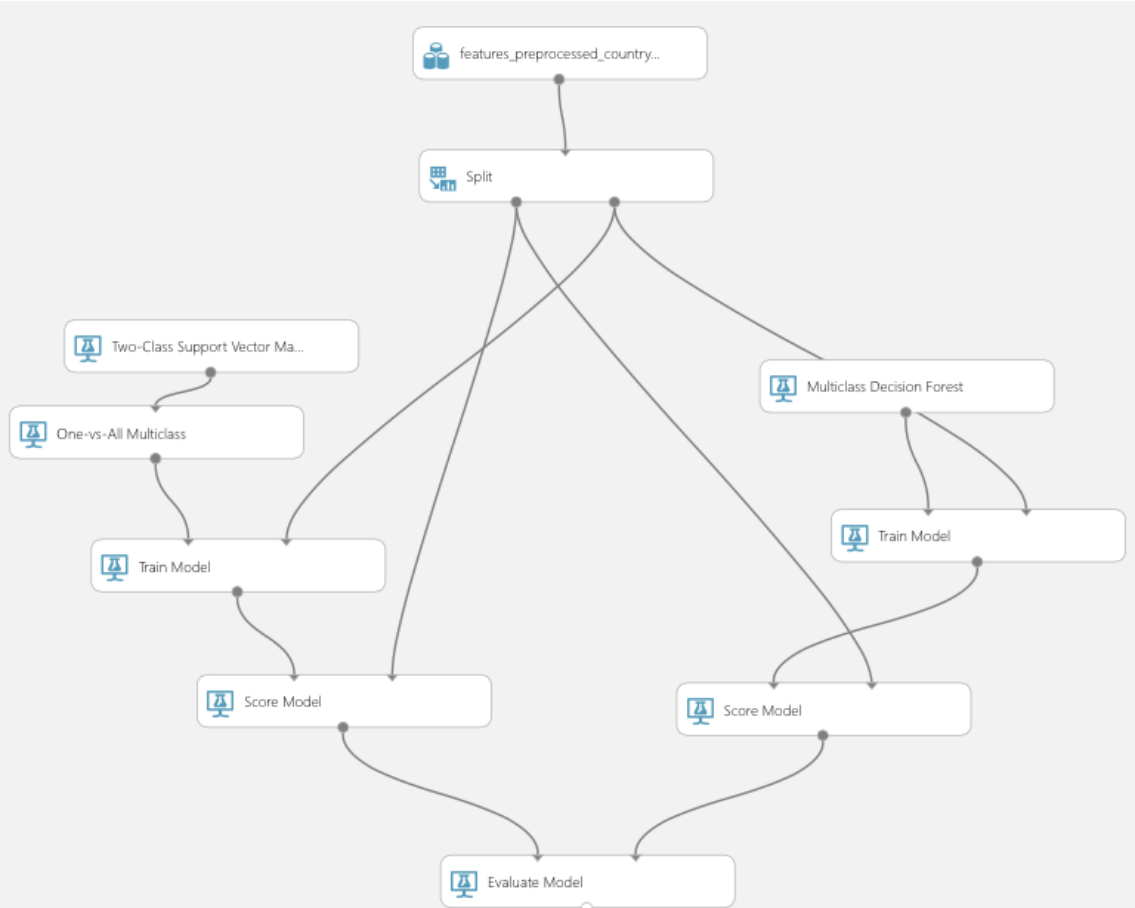 features_preprocessed_country...
Split
Two-Class Support Vector Ma...
Multiclass Decision Forest
One-vs-All Multiclass
Train Model
Train Model
Score Model
Score Model
Evaluate Model